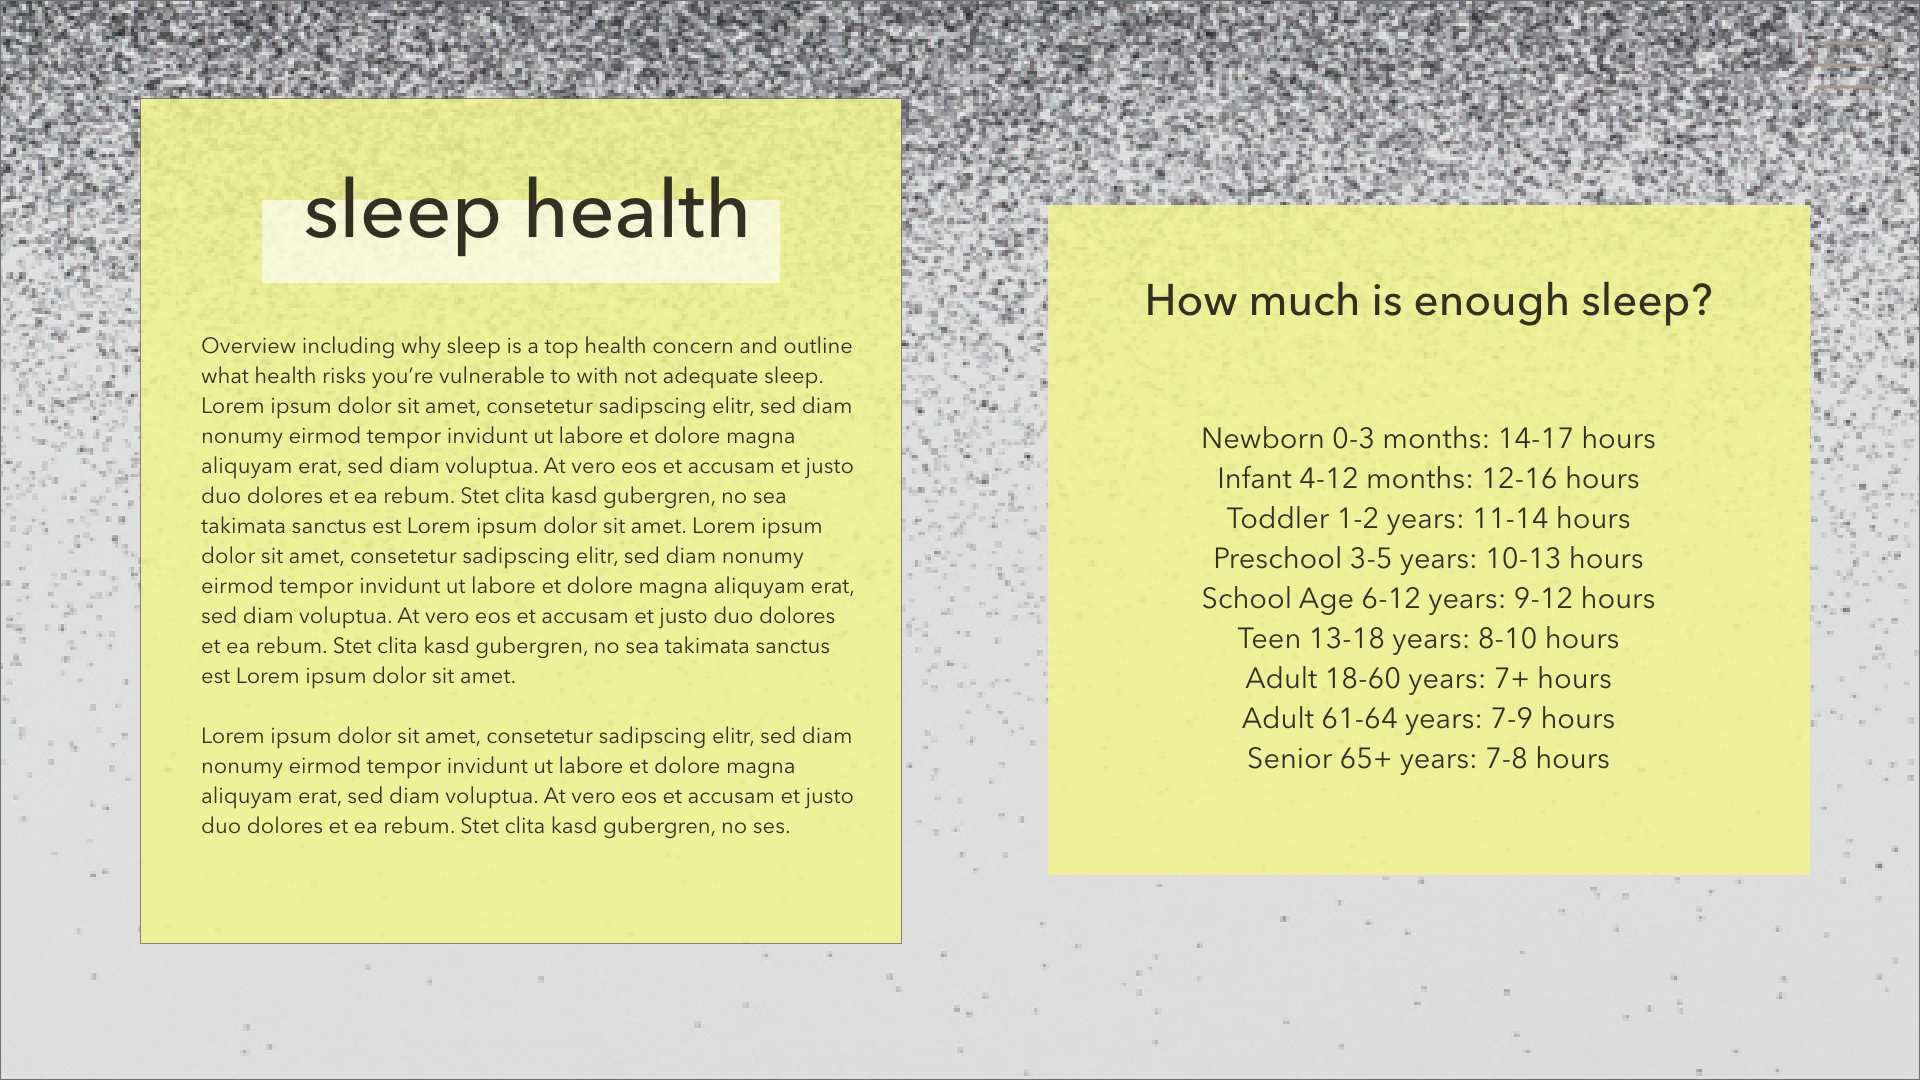 sleep health
Overview including why sleep is a top health concern and outline
what health risks you’re vulnerable to with not adequate sleep.
Lorem ipsum dolor sit amet, consetetur sadipscing elitr, sed diam
nonumy eirmod tempor invidunt ut labore et dolore magna
aliquyam erat, sed diam voluptua. At vero eos et accusam et justo
duo dolores et ea rebum. Stet clita kasd gubergren, no sea
takimata sanctus est Lorem ipsum dolor sit amet. Lorem ipsum
dolor sit amet, consetetur sadipscing elitr, sed diam nonumy
eirmod tempor invidunt ut labore et dolore magna aliquyam erat,
sed diam voluptua. At vero eos et accusam et justo duo dolores
et ea rebum. Stet clita kasd gubergren, no sea takimata sanctus
est Lorem ipsum dolor sit amet.
Lorem ipsum dolor sit amet, consetetur sadipscing elitr, sed diam
nonumy eirmod tempor invidunt ut labore et dolore magna
aliquyam erat, sed diam voluptua. At vero eos et accusam et justo
duo dolores et ea rebum. Stet clita kasd gubergren, no ses.
How much is enough sleep?
Newborn 0-3 months: 14-17 hours
Infant 4-12 months: 12-16 hours
Toddler 1-2 years: 11-14 hours
Preschool 3-5 years: 10-13 hours
School Age 6-12 years: 9-12 hours
Teen 13-18 years: 8-10 hours
Adult 18-60 years: 7+ hours
Adult 61-64 years: 7-9 hours
Senior 65+ years: 7-8 hours